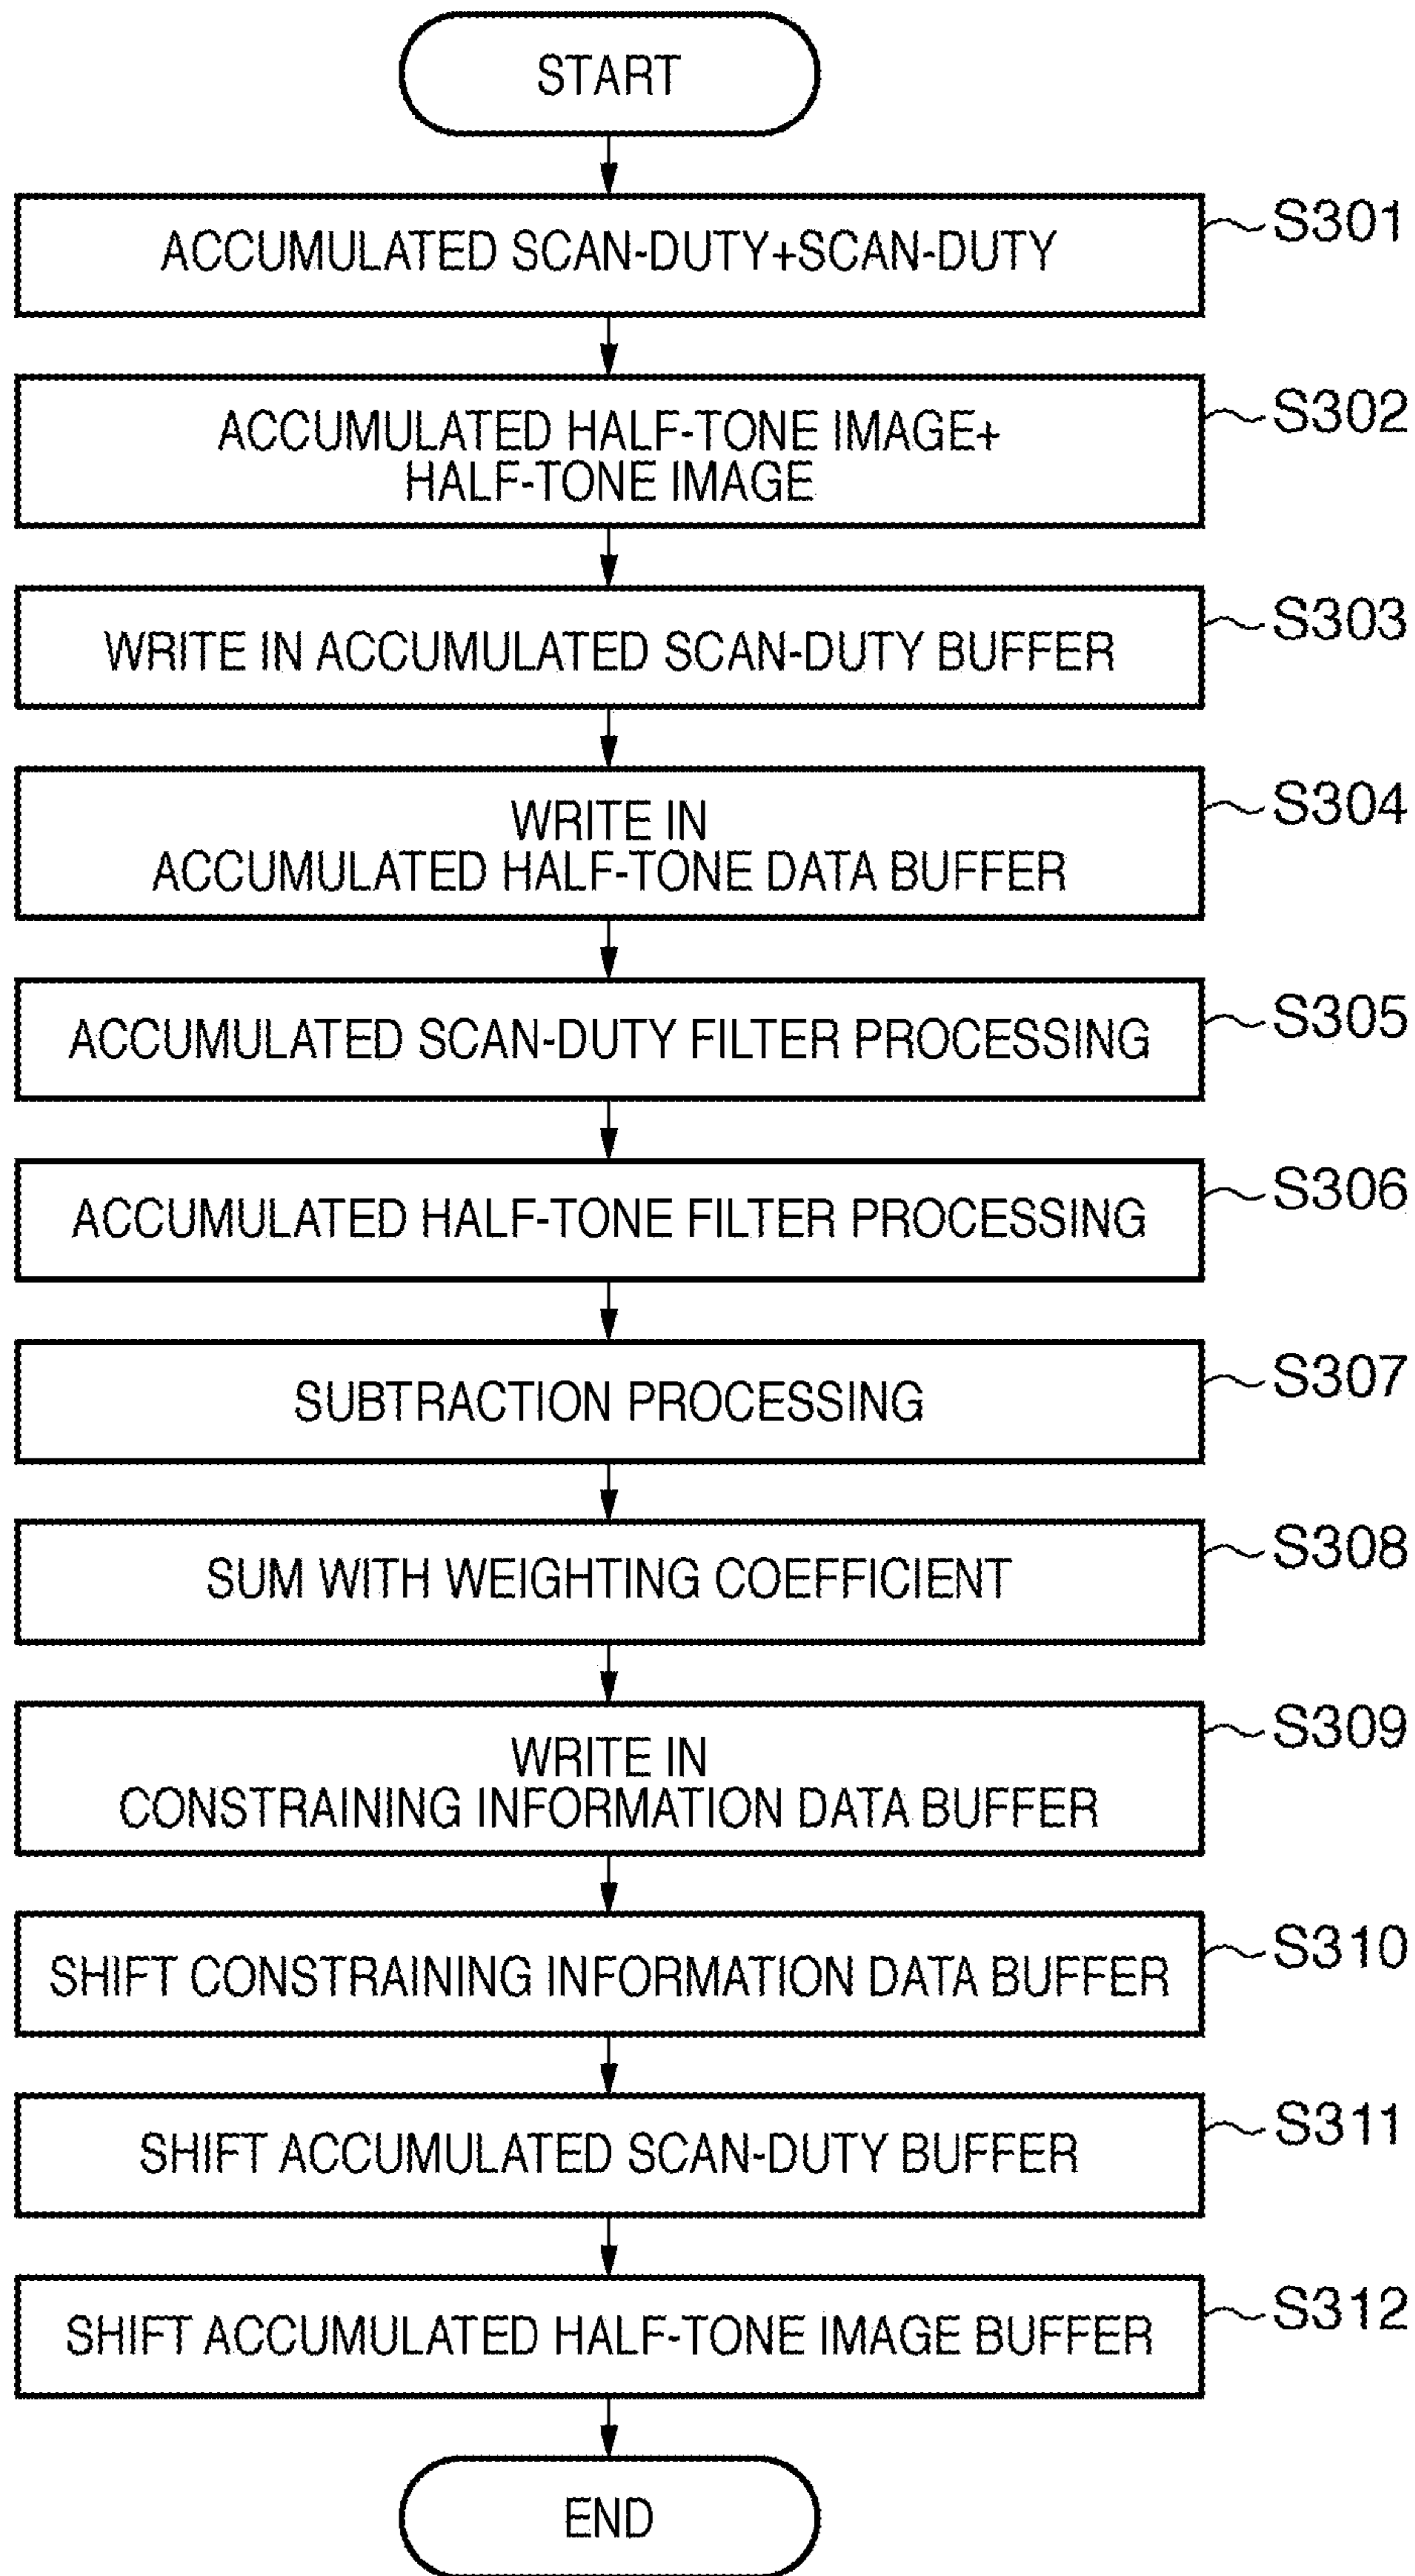 START
ACCUMULATED SCAN-DUTY+SCAN-DUTY
S301
ACCUMULATED HALF-TONE IMAGE+
HALF-TONE IMAGE
S302
WRITE IN ACCUMULATED SCAN-DUTY BUFFER
S303
WRITE IN
ACCUMULATED HALF-TONE DATA BUFFER
S304
ACCUMULATED SCAN-DUTY FILTER PROCESSING
S305
ACCUMULATED HALF-TONE FILTER PROCESSING
S306
SUBTRACTION PROCESSING
S307
SUM WITH WEIGHTING COEFFICIENT
S308
WRITE IN
CONSTRAINING INFORMATION DATA BUFFER
S309
SHIFT CONSTRAINING INFORMATION DATA BUFFER
S310
SHIFT ACCUMULATED SCAN-DUTY BUFFER
S311
SHIFT ACCUMULATED HALF-TONE IMAGE BUFFER
S312
END